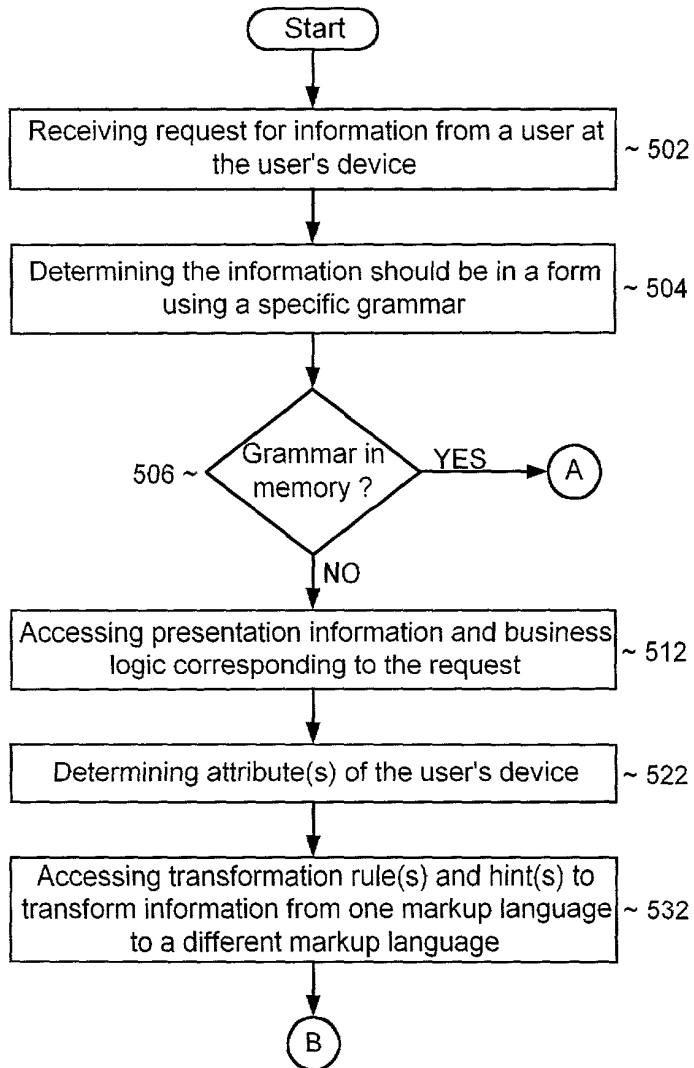 Start
Receiving request for information from a user at
the user's device
~ 502
Determining the information should be in a form
using a specific grammar
~ 504
506 ~
Grammar in
memory ?
YES
A
NO
Accessing presentation information and business
logic corresponding to the request
~ 512
Determining attribute(s) of the user's device
~ 522
Accessing transformation rule(s) and hint(s) to
transform information from one markup language
to a different markup language
~ 532
B